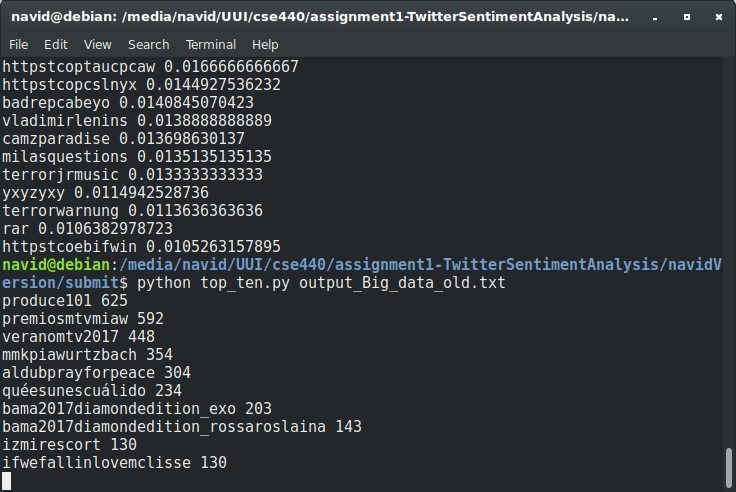 navid@debian: /media/navid/UUI/cse440/assignment1-TwitterSentimentAnalysis/na...
File Edit View Search Terminal Help
httpstcoptaucpcaw 0.0166666666667
httpstcopcslnyx 0.0144927536232
badrepcabeyo 0.0140845070423
vladimirlenins 0.0138888888889
camzparadise 0.013698630137
milasquestions 0.0135135135135
terrorjrmusic 0.0133333333333
yxyzyxy 0.0114942528736
terrorwarnung 0.0113636363636
rar 0.0106382978723
httpstcoebifwin 0.0105263157895
navid@debian:/media/navid/UUI/cse440/assignment1-TwitterSentimentAnalysis/navidV
ersion/submit$ python top_ten.py output_Big_data_old.txt
produce101 625
premiosmtvmiaw 592
veranomtv2017 448
mmkpiawurtzbach 354
aldubprayforpeace 304
quéesunescuálido 234
bama2017diamondedition_exo 203
bama2017diamondedition_rossaroslaina 143
izmirescort 130
ifwefallinlovemclisse 130